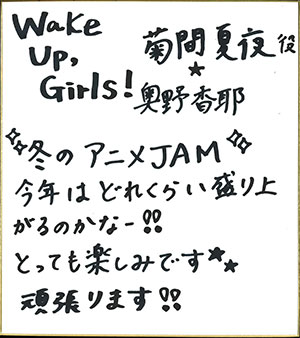 Wake
Up,
Girls!
菊間夏夜役
★
奥野香耶
冬のアニメJAM
今年はどれくらい盛り上
がるのかなー!!
とっても楽しみです★★
頑張ります!!